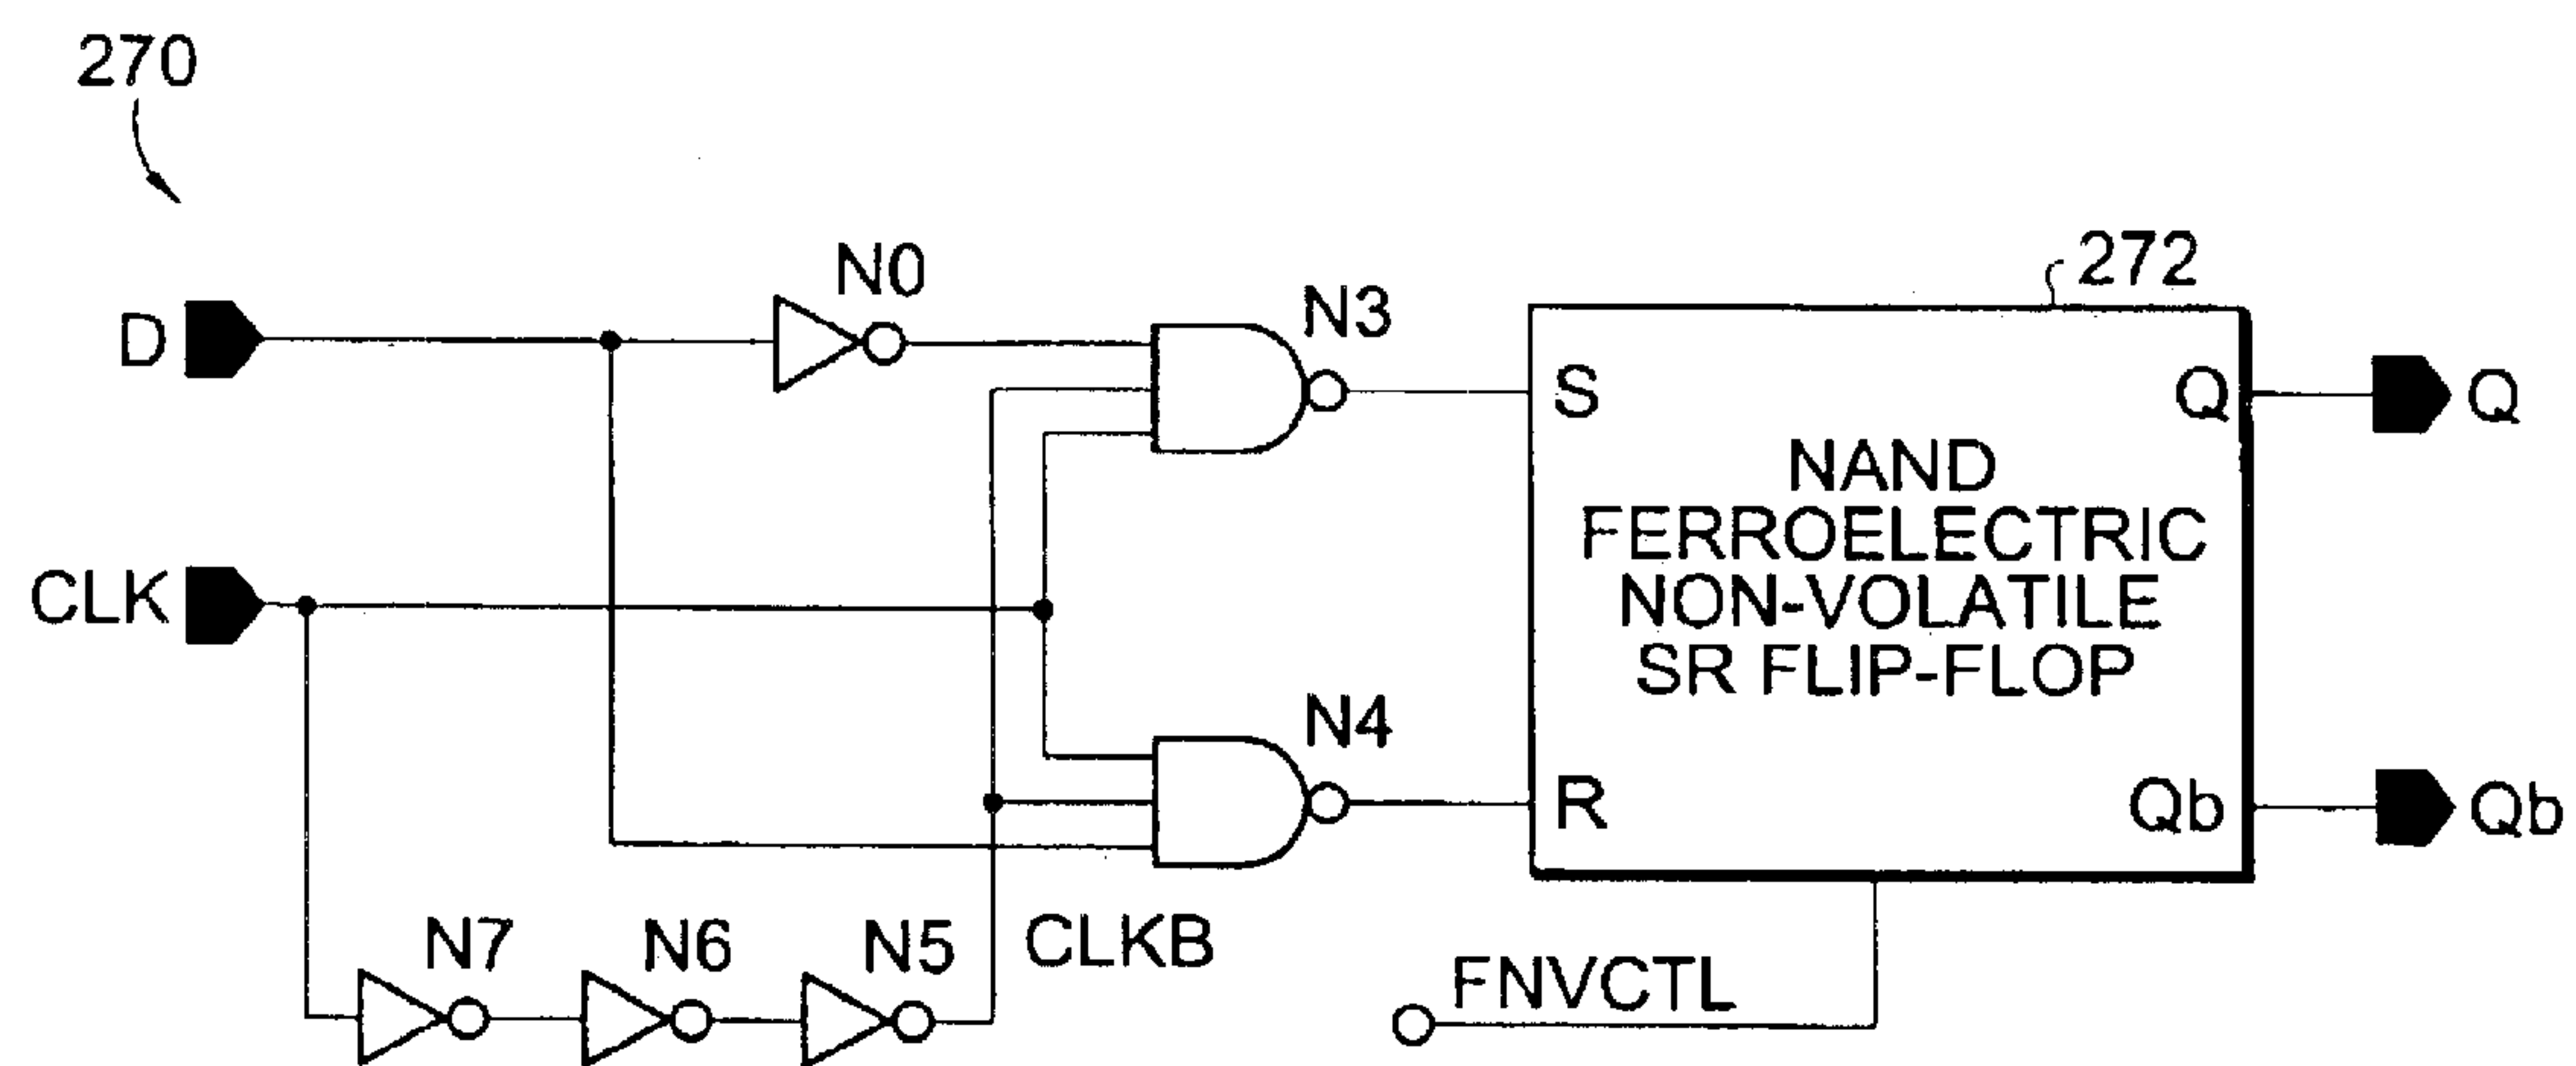 270
272
N0
N3
D
S
Q
Q
NAND
FERROELECTRIC
NON-VOLATILE
SR FLIP-FLOP
CLK
N4
R
Qb
Qb
N7
N6
N5
CLKB
FNVCTL